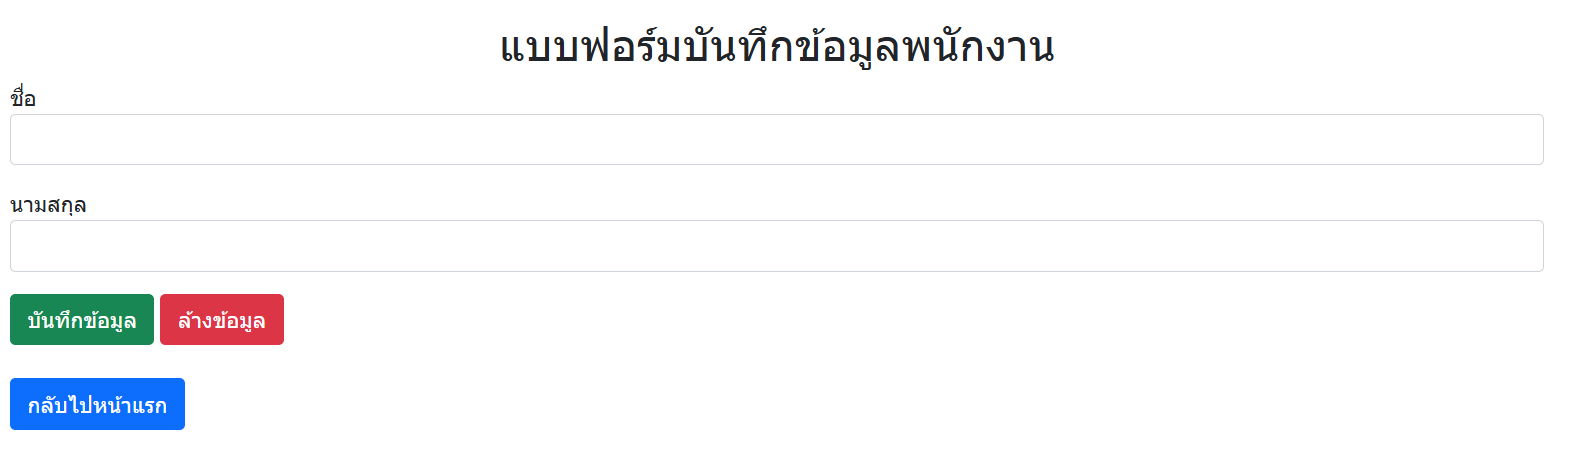 แบบฟอร์มบันทึกข้อมูลพนักงาน
ชื่อ
นามสกุล
บันทึกข้อมูล ล้างข้อมูล
กลับไปหน้าแรก